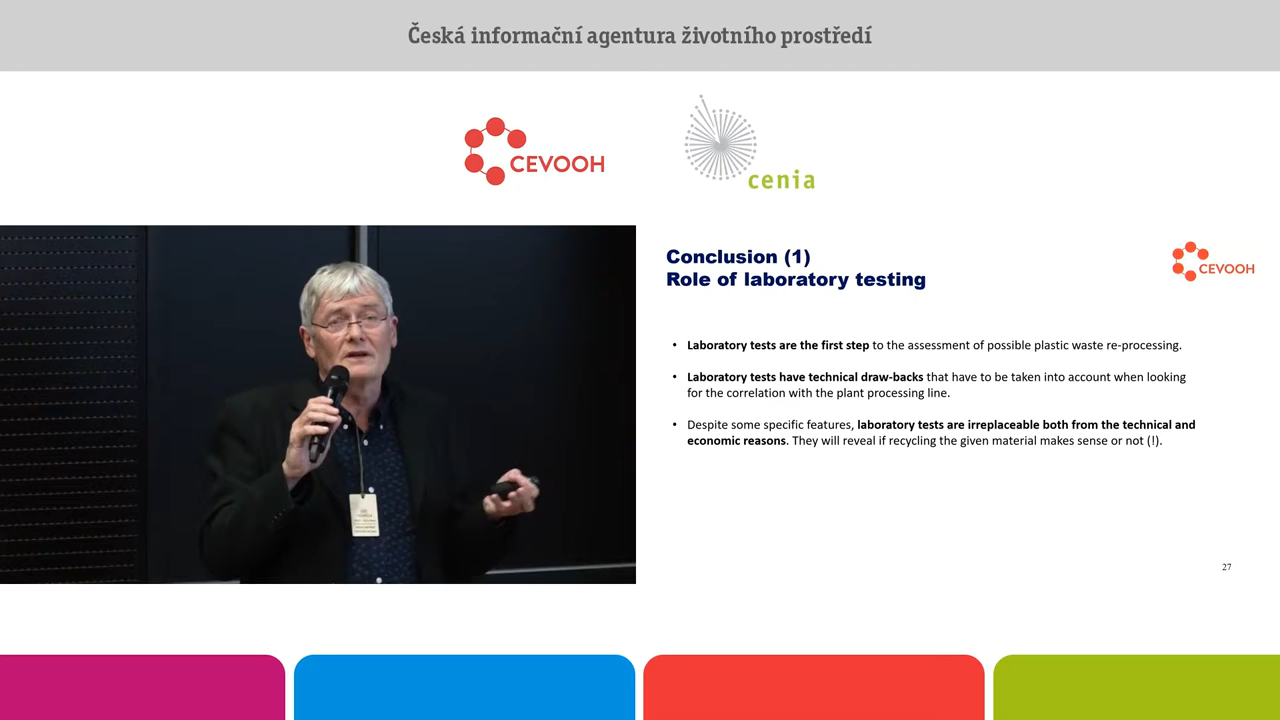 Česká informační agentura životního prostředí
CEVOOH
cenia
Conclusion (1)
Role of laboratory testing
CEVOOH
• Laboratory tests are the first step to the assessment of possible plastic waste re-processing.
• Laboratory tests have technical draw-backs that have to be taken into account when looking
for the correlation with the plant processing line.
• Despite some specific features, laboratory tests are irreplaceable both from the technical and
economic reasons. They will reveal if recycling the given material makes sense or not (!).
27